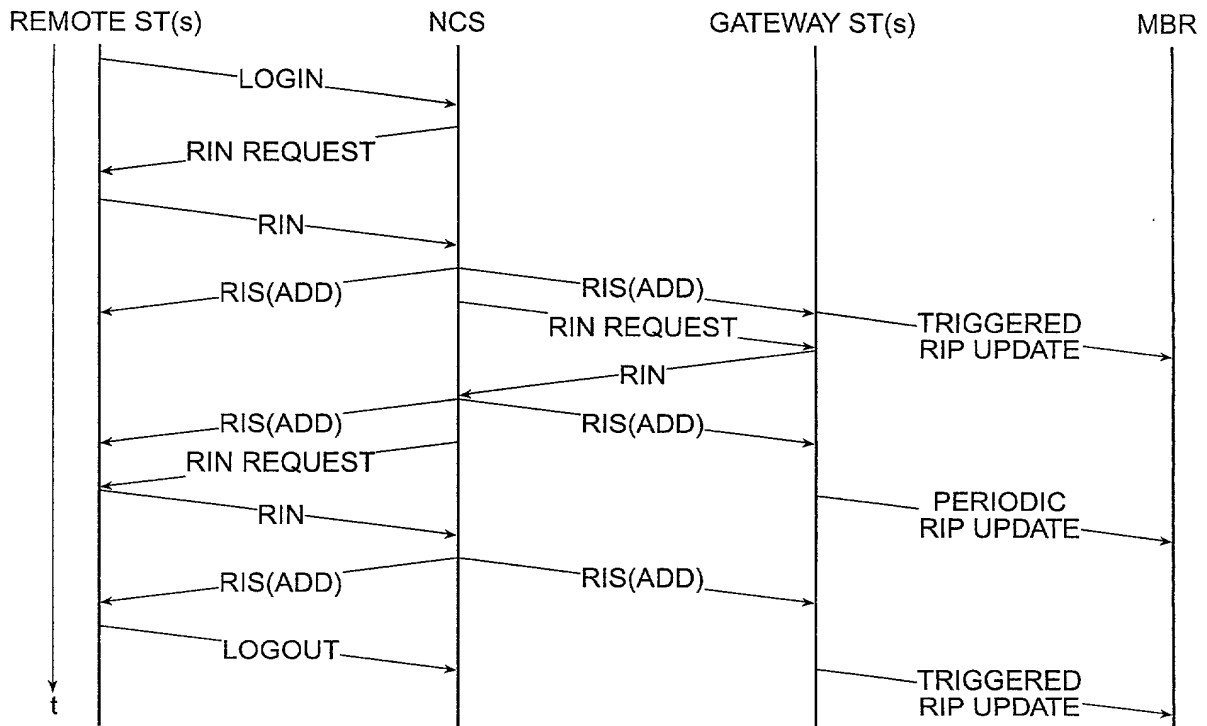 REMOTE ST(s) NCS GATEWAY ST(s) MBR
LOGIN
RIN REQUEST
RIN
RIS(ADD) RIS(ADD)
RIN REQUEST TRIGGERED
RIP UPDATE
RIN
RIS(ADD) RIS(ADD)
RIN REQUEST
RIN PERIODIC
RIP UPDATE
RIS(ADD) RIS(ADD)
LOGOUT
TRIGGERED
t RIP UPDATE